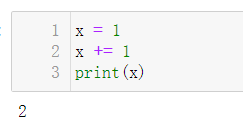 1 x = 1
2 x += 1
3 print(x)
2